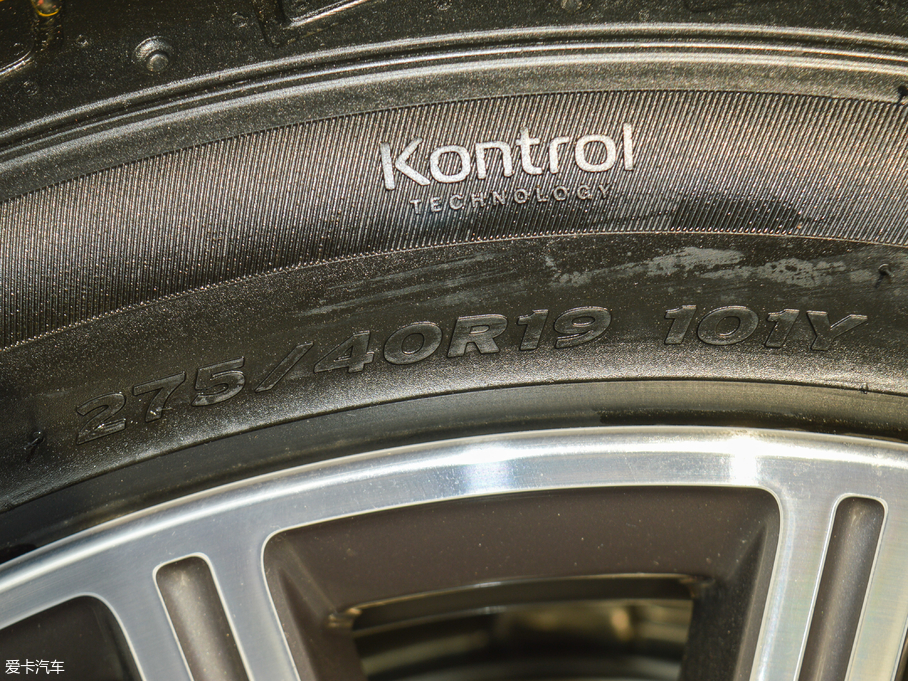 Kontrol
TECHNOLOGY
275/40R19 101Y
爱卡汽车